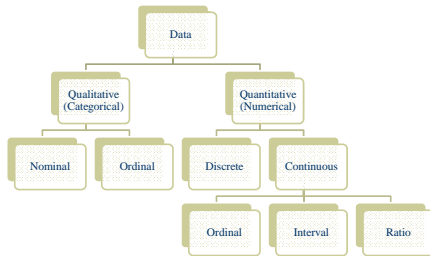 Data
Qualitative
(Categorical)
Quantitative
(Numerical)
Nominal
Ordinal
Discrete
Continuous
Ordinal
Interval
Ratio